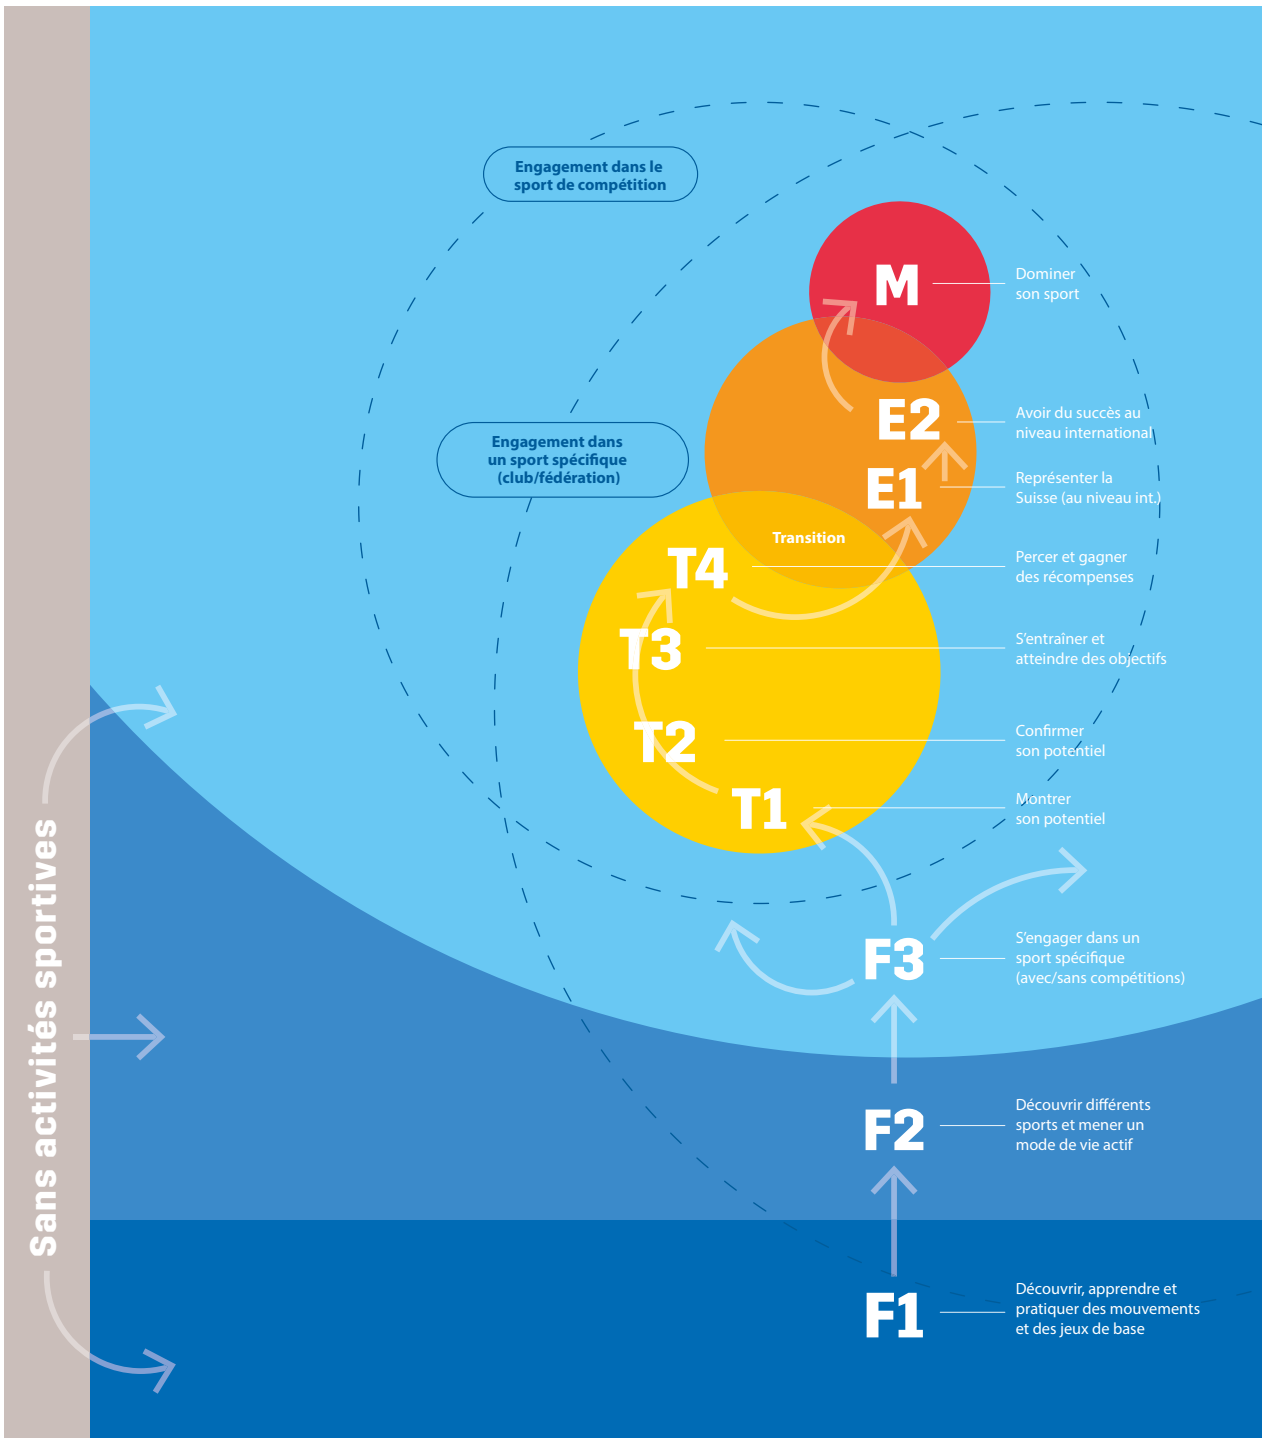 Engagement dans le
sport de compétition
M
Dominer
son sport
E2
Avoir du succès au
niveau international
Engagement dans
un sport spécifique
(club/fédération)
E1
Représenter la
Suisse (au niveau int.)
Transition
T4
Percer et gagner
des récompenses
T3
S’entraîner et
atteindre des objectifs
T2
Confirmer
son potentiel
T1
Montrer
son potentiel
F3
S’engager dans un
sport spécifique
(avec/sans compétitions)
F2
Découvrir différents
sports et mener un
mode de vie actif
F1
Découvrir, apprendre et
pratiquer des mouvements
et des jeux de base
Sans activités sportives